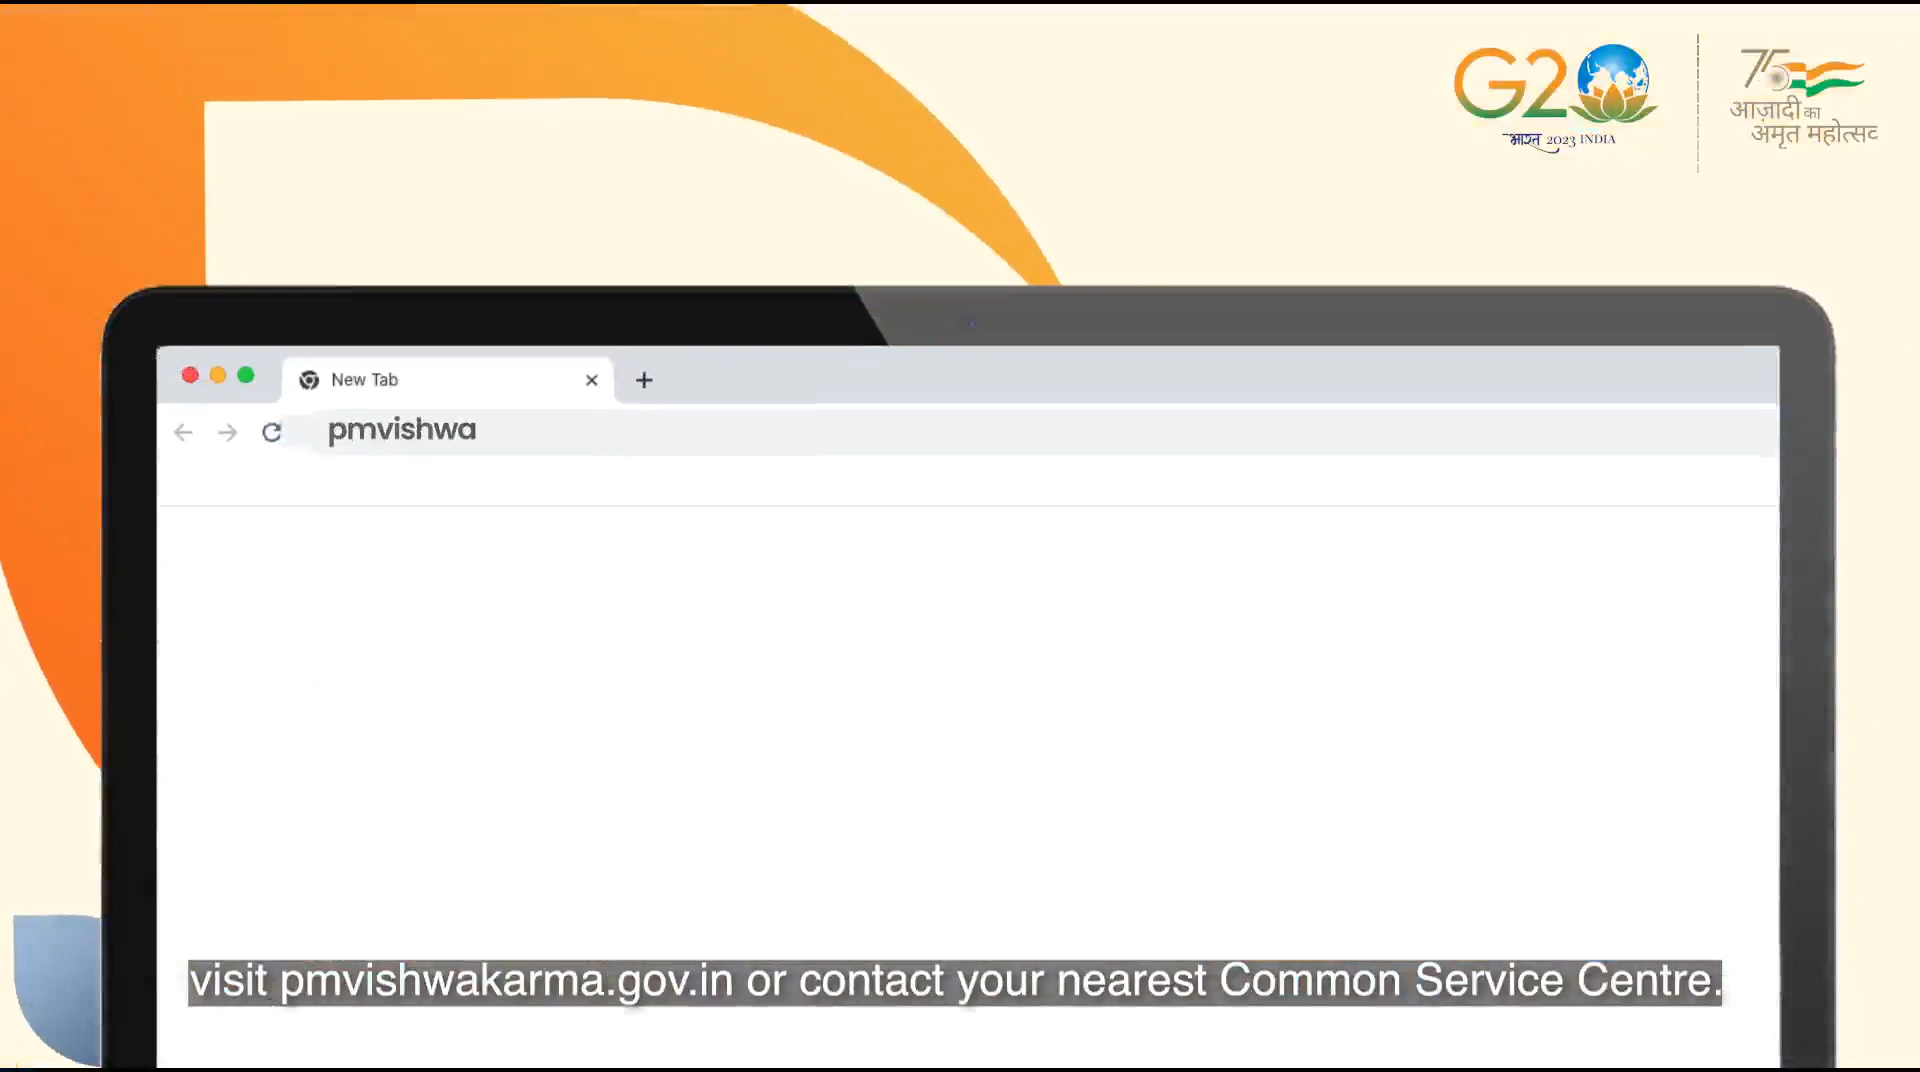 G20
भारत 2023 INDIA
75
आज़ादी का
अमृत महोत्सव
New Tab
pmvishwa
visit pmvishwakarma.gov.in or contact your nearest Common Service Centre.